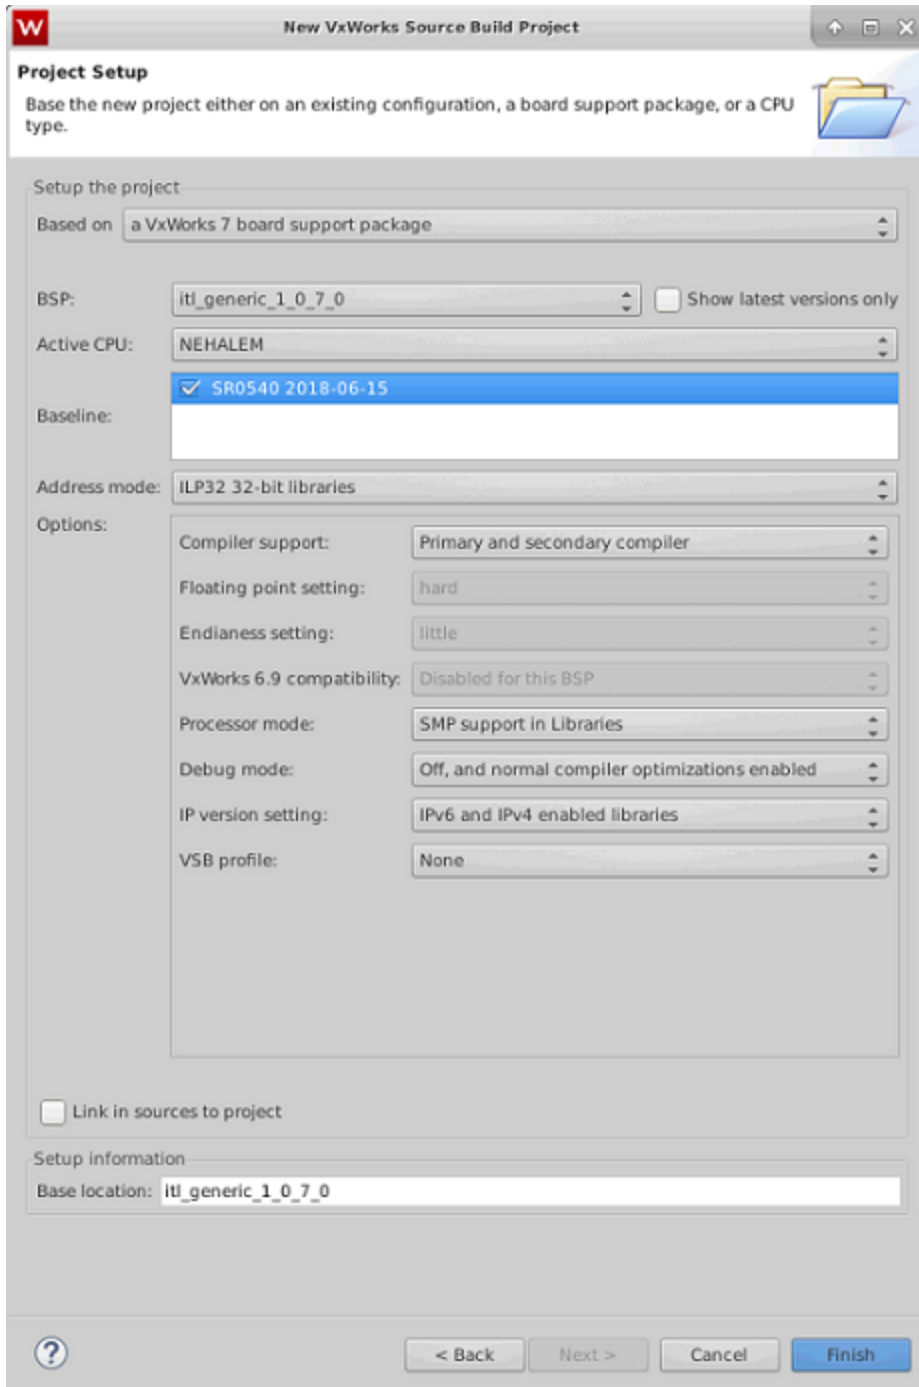 W
New VxWorks Source Build Project
Project Setup
Base the new project either on an existing configuration, a board support package, or a CPU
type.
Setup the project
Based on a VxWorks 7 board support package
BSP: itl_generic_1_0_7_0 Show latest versions only
Active CPU: NEHALEM
SR0540 2018-06-15
Baseline:
Address mode: ILP32 32-bit libraries
Options:
Compiler support: Primary and secondary compiler
Floating point setting: hard
Endianess setting: little
VxWorks 6.9 compatibility: Disabled for this BSP
Processor mode: SMP support in Libraries
Debug mode: Off, and normal compiler optimizations enabled
IP version setting: IPv6 and IPv4 enabled libraries
VSB profile: None
Link in sources to project
Setup information
Base location: itl_generic_1_0_7_0
? < Back Next > Cancel Finish